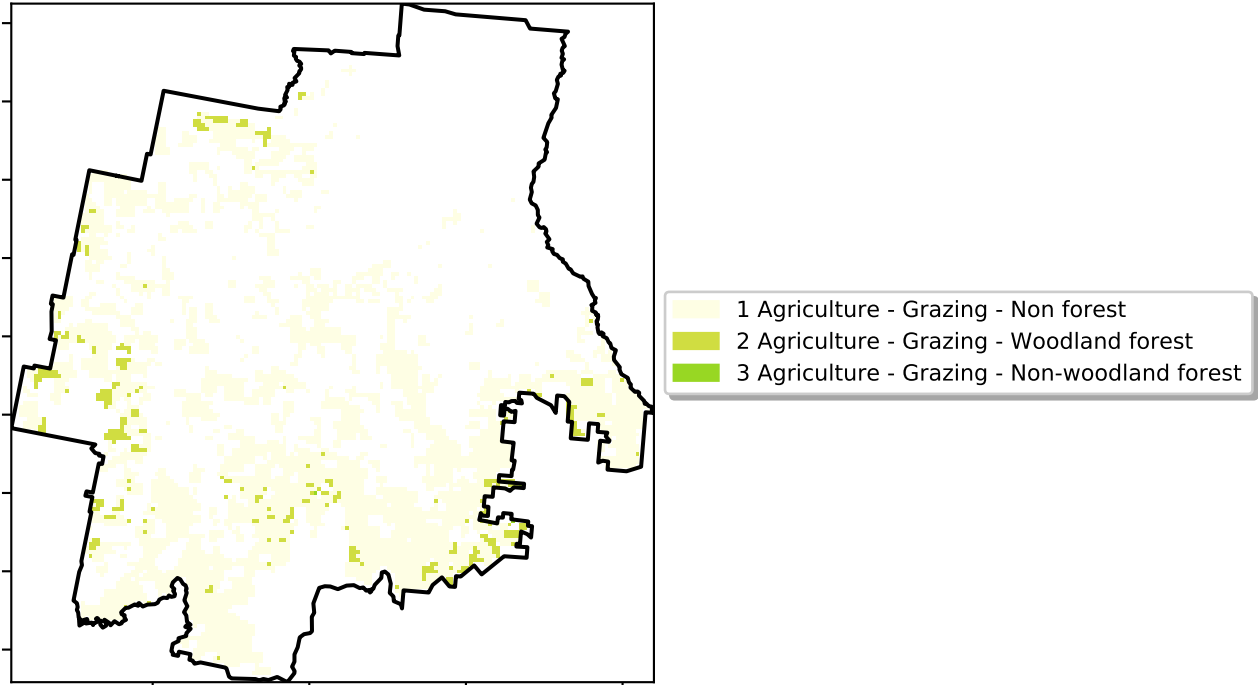 1 Agriculture - Grazing - Non forest
2 Agriculture - Grazing - Woodland forest
3 Agriculture - Grazing - Non-woodland forest